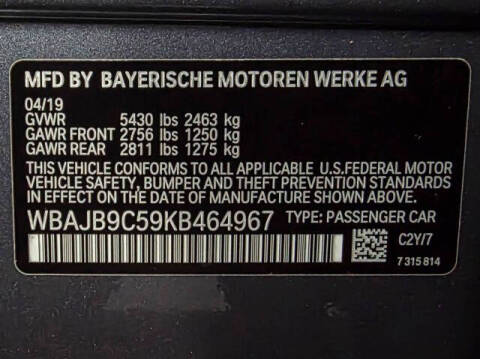 MFD BY BAYERISCHE MOTOREN WERKE AG
04/19
GVWR 5430 lbs 2463 kg
GAWR FRONT 2756 lbs 1250 kg
GAWR REAR 2811 lbs 1275 kg
THIS VEHICLE CONFORMS TO ALL APPLICABLE U.S.FEDERAL MOTOR
VEHICLE SAFETY, BUMPER AND THEFT PREVENTION STANDARDS
IN EFFECT ON THE DATE OF MANUFACTURE SHOWN ABOVE.
WBAJB9C59KB464967 TYPE: PASSENGER CAR
C2Y/7
7 315 814